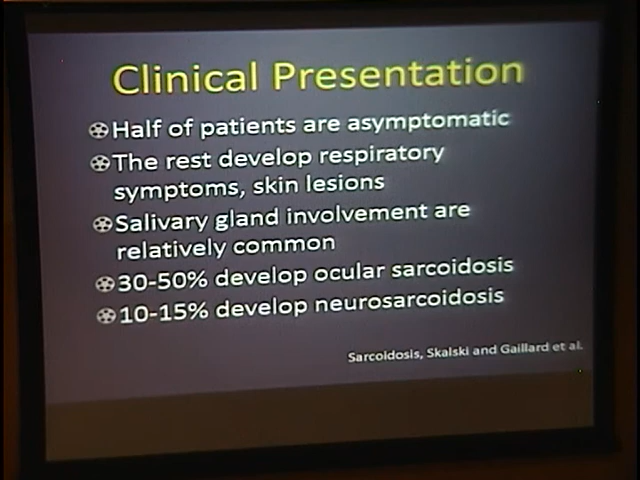 Clinical Presentation
Half of patients are asymptomatic
The rest develop respiratory
symptoms, skin lesions
Salivary gland involvement are
relatively common
30-50% develop ocular sarcoidosis
10-15% develop neurosarcoidosis
Sarcoidosis, Skalski and Gaillard et al.